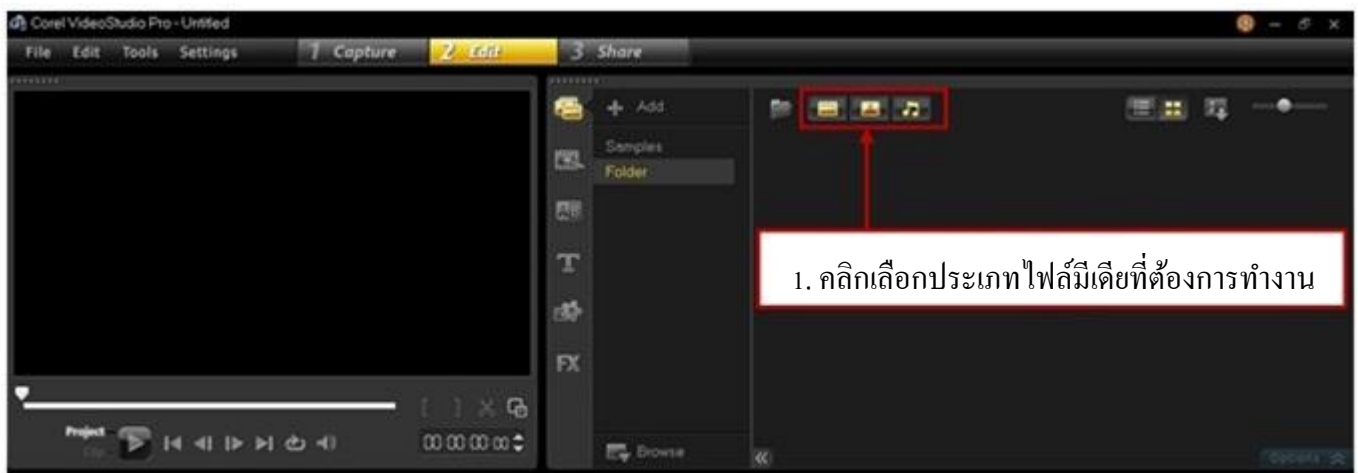 Corel VideoStudio Pro - Untitled
File Edit Tools Settings 1 Capture 2 Edit 3 Share
+ Add
Samples
Folder
T
1. คลิกเลือกประเภทไฟล์มีเดียที่ต้องการทำงาน
FX
Project
00:00:00:00
Browse
Options